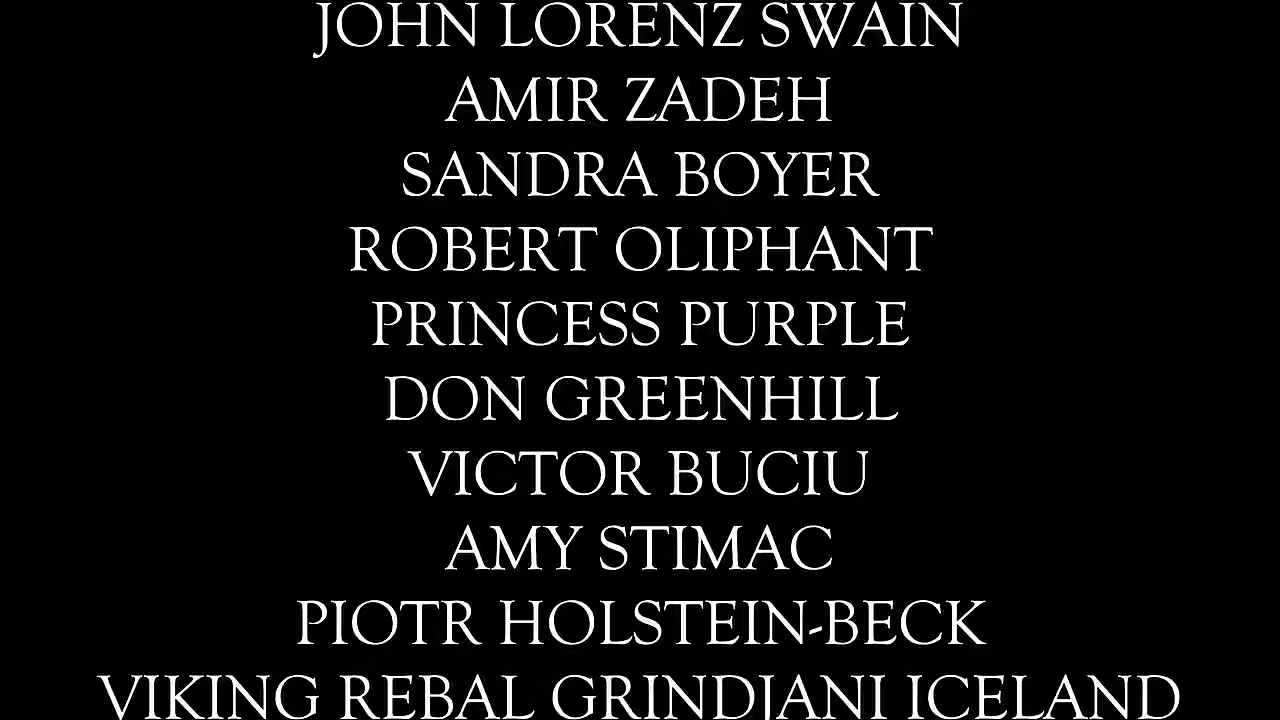 JOHN LORENZ SWAIN
AMIR ZADEH
SANDRA BOYER
ROBERT OLIPHANT
PRINCESS PURPLE
DON GREENHILL
VICTOR BUCIU
AMY STIMAC
PIOTR HOLSTEIN-BECK
VIKING REBAL GRINDJANI ICELAND